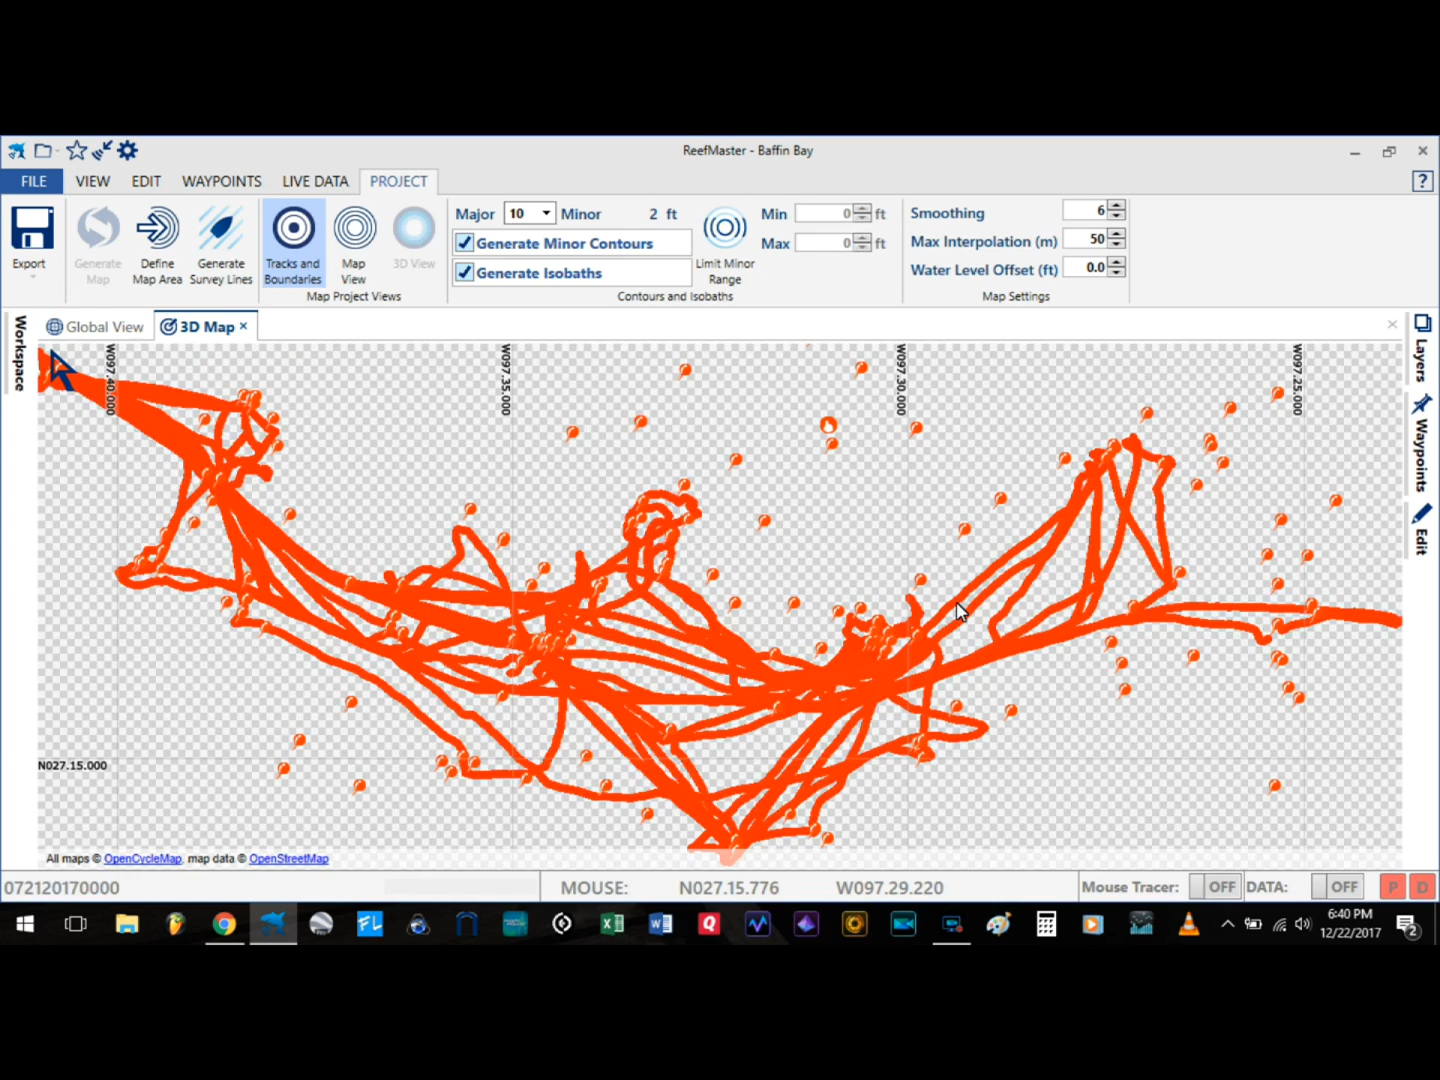 ReefMaster - Baffin Bay
FILE VIEW EDIT WAYPOINTS LIVE DATA PROJECT ?
Export
Generate Map
Define Map Area
Generate Survey Lines
Tracks and Boundaries
Map View
3D View
Map Project Views
Major 10 Minor 2 ft
Generate Minor Contours
Generate Isobaths
Limit Minor Range
Min 0 ft
Max 0 ft
Contours and Isobaths
Smoothing 6
Max Interpolation (m) 50
Water Level Offset (ft) 0.0
Map Settings
Workspace
Global View
3D Map ×
Layers
Waypoints
Edit
W097.40.000
W097.35.000
W097.30.000
W097.25.000
N027.15.000
All maps © OpenCycleMap, map data © OpenStreetMap
072120170000 MOUSE: N027.15.776 W097.29.220 Mouse Tracer: OFF DATA: OFF P D
FL
6:40 PM
12/22/2017
2